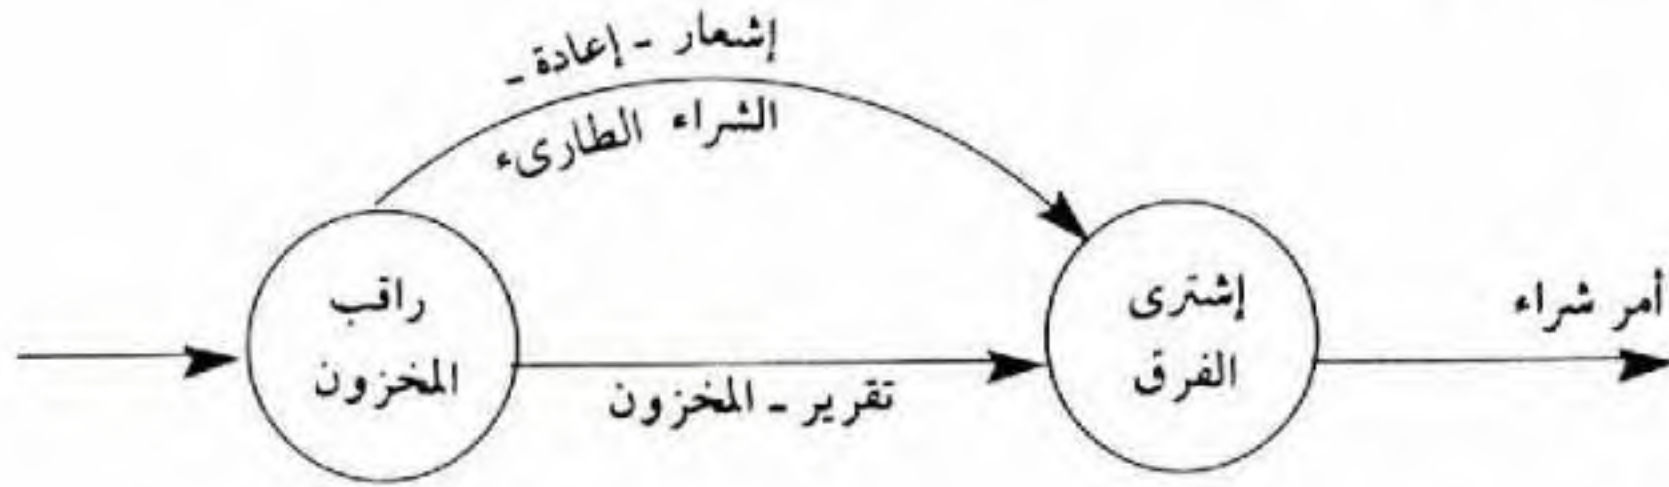 إشعار - إعادة -
الشراء الطارىء
راقب
المخزون
تقرير - المخزون
إشترى
الفرق
أمر شراء